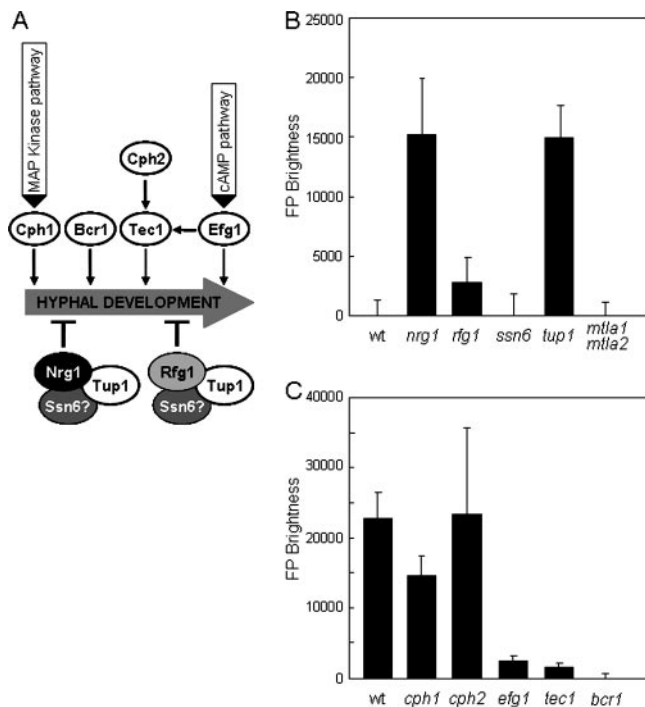 A
MAP Kinase pathway
cAMP pathway
Cph2
Cph1
Bcr1
Tec1
Efg1
HYPHAL DEVELOPMENT
Nrg1
Tup1
Ssn6?
Rfg1
Tup1
Ssn6?
B
FP Brightness
25000
20000
15000
10000
5000
0
wt
nrg1
rfg1
ssn6
tup1
mtla1
mtla2
C
FP Brightness
40000
30000
20000
10000
0
wt
cph1
cph2
efg1
tec1
bcr1